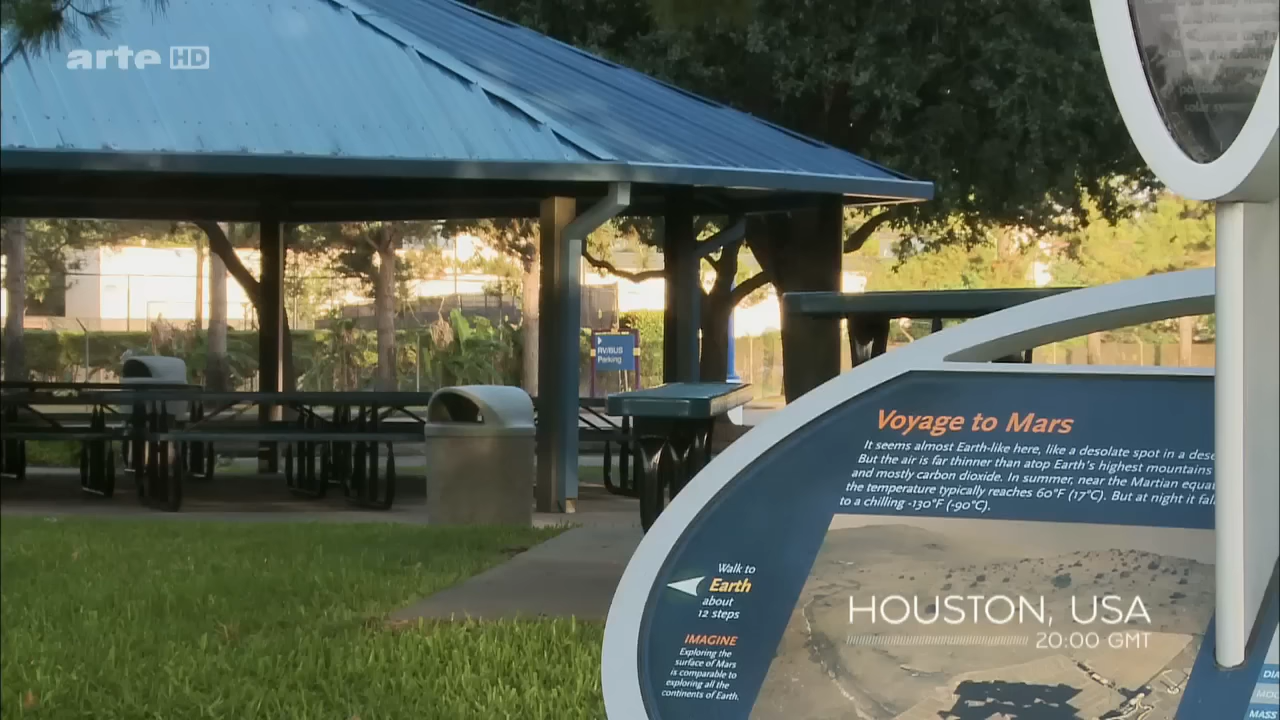 arte HD
RV/BUS
Parking
Voyage to Mars
It seems almost Earth-like here, like a desolate spot in a
But the air is far thinner than atop Earth's highest mountains
and mostly carbon dioxide. In summer, near the Martian
the temperature typically reaches 60°F (17°C). But at night it
to a chilling -130°F (-90°C).
Walk to
Earth
about
12 steps
IMAGINE
Exploring the
surface of Mars
is comparable to
exploring all the
continents of Earth.
HOUSTON, USA
20:00 GMT
MASS